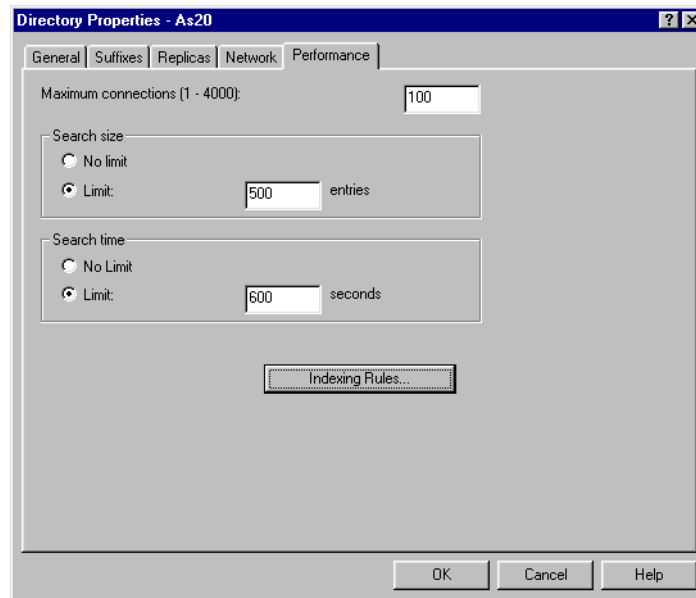 Directory Properties - As20
General Suffixes Replicas Network Performance
Maximum connections (1 - 4000): 100
Search size
No limit
Limit: 500 entries
Search time
No Limit
Limit: 600 seconds
Indexing Rules...
OK Cancel Help